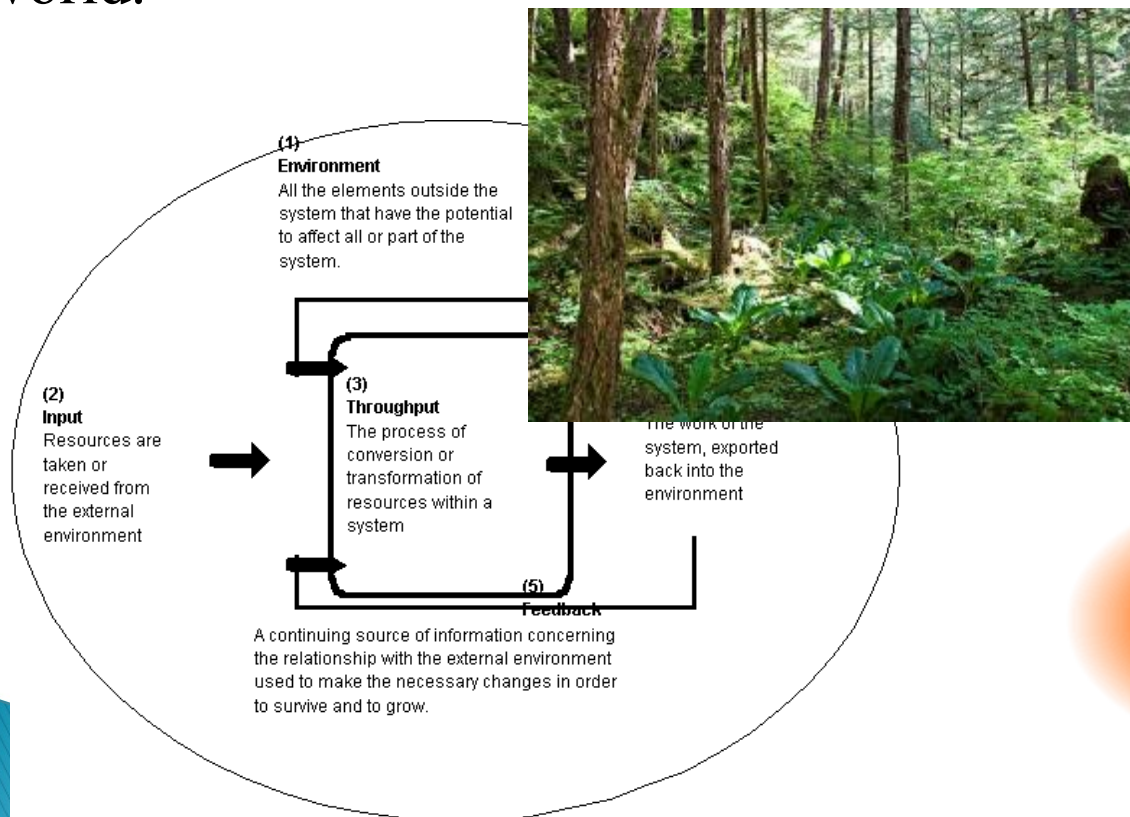 (1)
Environment
All the elements outside the
system that have the potential
to affect all or part of the
system.
(2)
Input
Resources are
taken or
received from
the external
environment
(3)
Throughput
The process of
conversion or
transformation of
resources within a
system
The work of the
system, exported
back into the
environment
(5)
Feedback
A continuing source of information concerning
the relationship with the external environment
used to make the necessary changes in order
to survive and to grow.